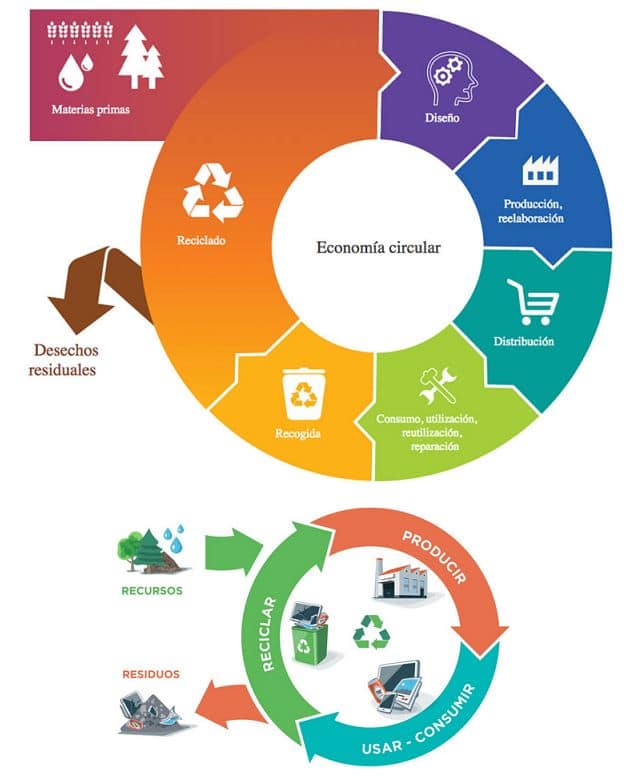 Materias primas
Diseño
Producción,
reelaboración
Reciclado
Economía circular
Distribución
Desechos
residuales
Recogida
Consumo, utilización,
reutilización,
reparación
PRODUCIR
RECURSOS
RECICLAR
RESIDUOS
USAR - CONSUMIR